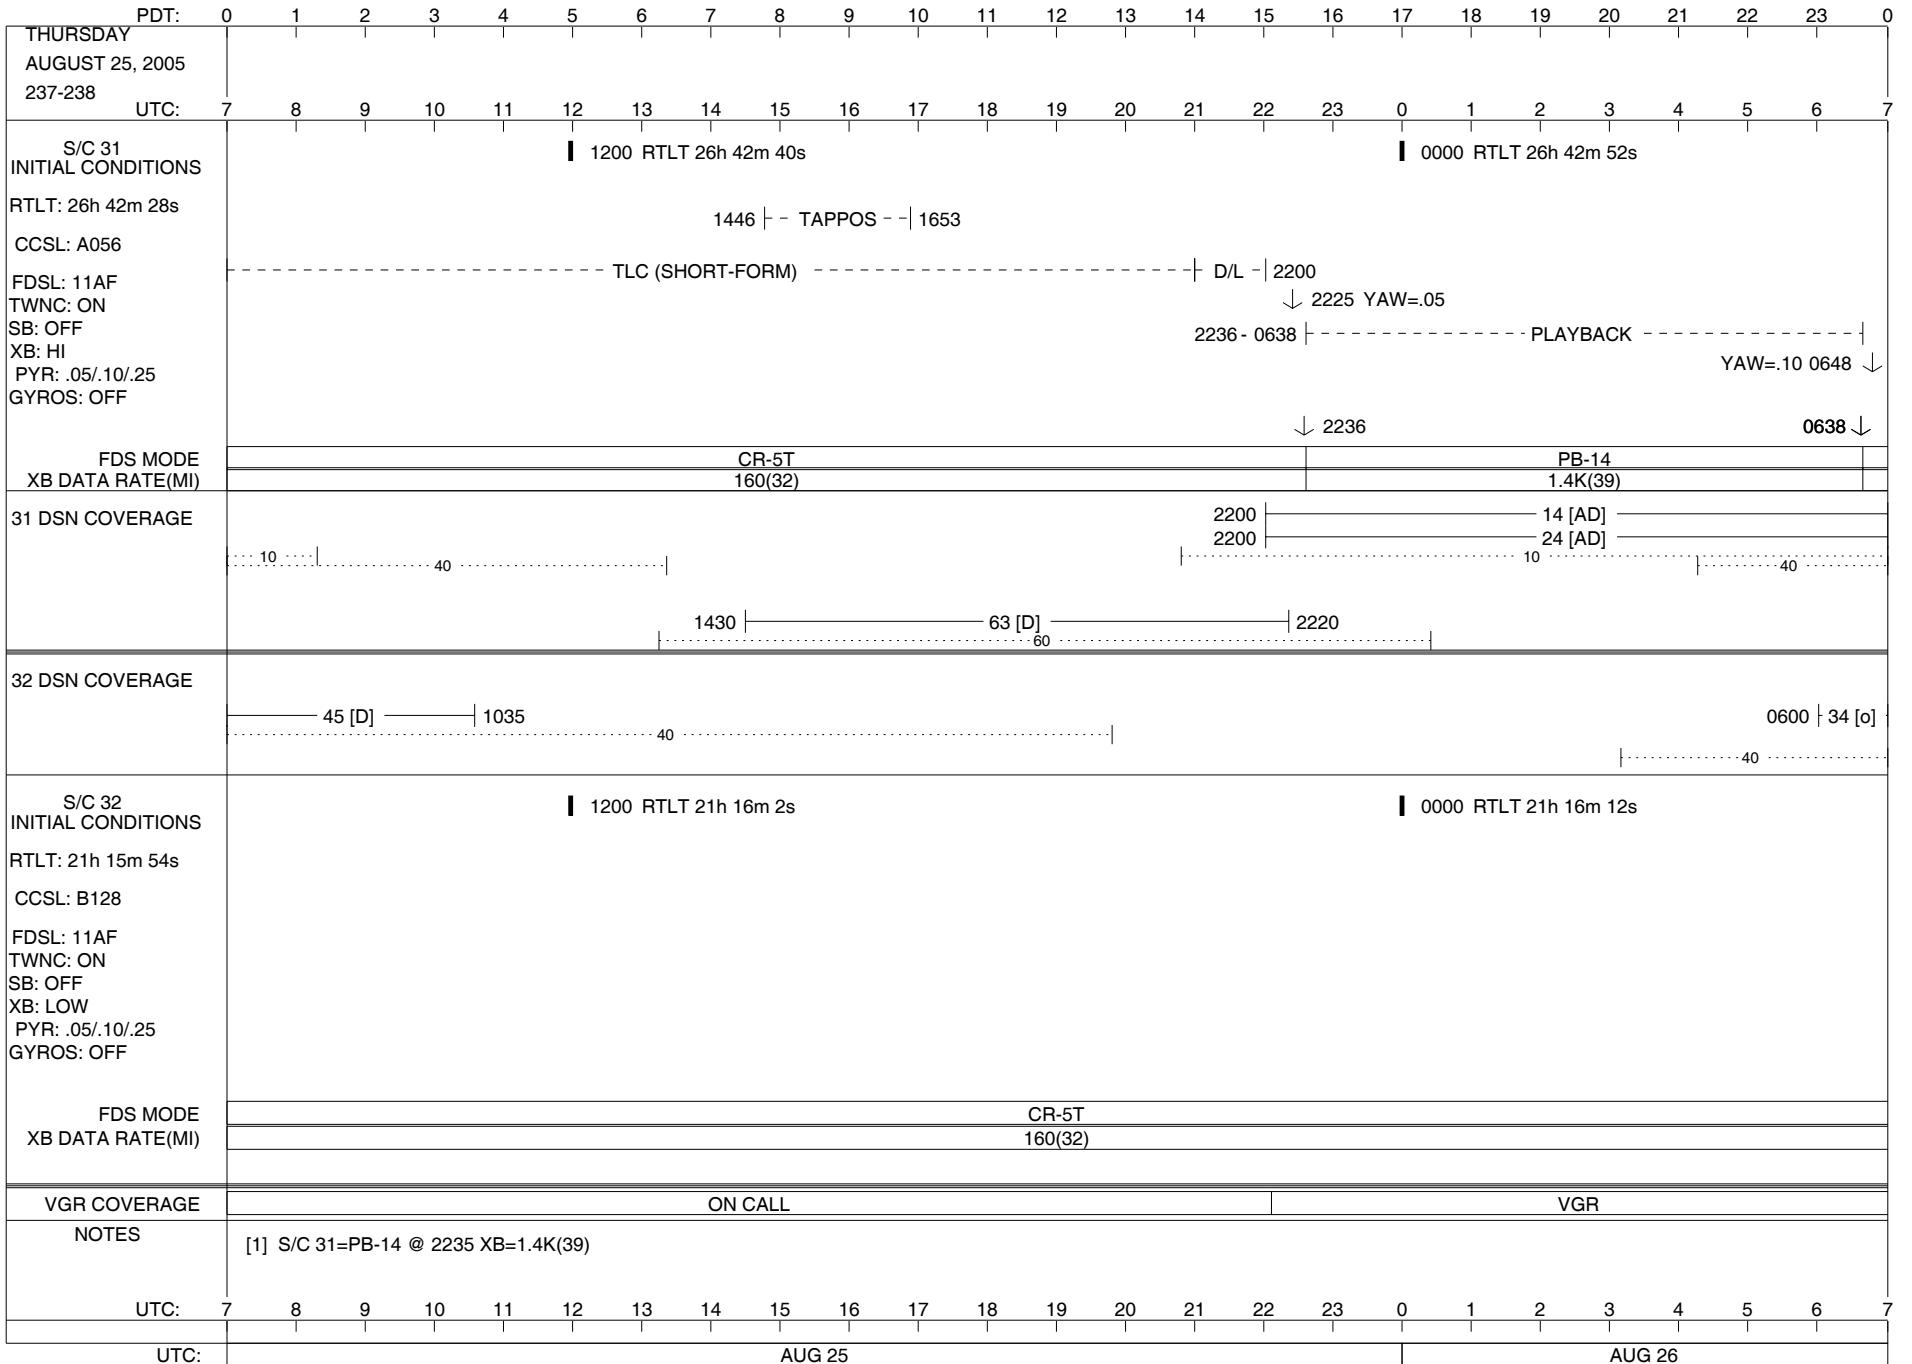 PDT: 0 1 2 3 4 5 6 7 8 9 10 11 12 13 14 15 16 17 18 19 20 21 22 23 0
THURSDAY
AUGUST 25, 2005
237-238
UTC: 7 8 9 10 11 12 13 14 15 16 17 18 19 20 21 22 23 0 1 2 3 4 5 6 7
S/C 31
INITIAL CONDITIONS
1200 RTLT 26h 42m 40s
0000 RTLT 26h 42m 52s
RTLT: 26h 42m 28s
1446 TAPPOS 1653
CCSL: A056
TLC (SHORT-FORM) D/L 2200
FDSL: 11AF
TWNC: ON
2225 YAW=.05
SB: OFF
2236 - 0638 PLAYBACK
XB: HI
YAW=.10 0648
PYR: .05/.10/.25
GYROS: OFF
2236
0638
FDS MODE CR-5T PB-14
XB DATA RATE(MI) 160(32) 1.4K(39)
31 DSN COVERAGE
2200 14 [AD]
2200 24 [AD]
10 10
40 40
1430 63 [D] 2220
60
32 DSN COVERAGE
45 [D] 1035
0600 34 [o]
40
40
S/C 32
INITIAL CONDITIONS
1200 RTLT 21h 16m 2s
0000 RTLT 21h 16m 12s
RTLT: 21h 15m 54s
CCSL: B128
FDSL: 11AF
TWNC: ON
SB: OFF
XB: LOW
PYR: .05/.10/.25
GYROS: OFF
FDS MODE CR-5T
XB DATA RATE(MI) 160(32)
VGR COVERAGE ON CALL VGR
NOTES
[1] S/C 31=PB-14 @ 2235 XB=1.4K(39)
UTC: 7 8 9 10 11 12 13 14 15 16 17 18 19 20 21 22 23 0 1 2 3 4 5 6 7
UTC: AUG 25 AUG 26